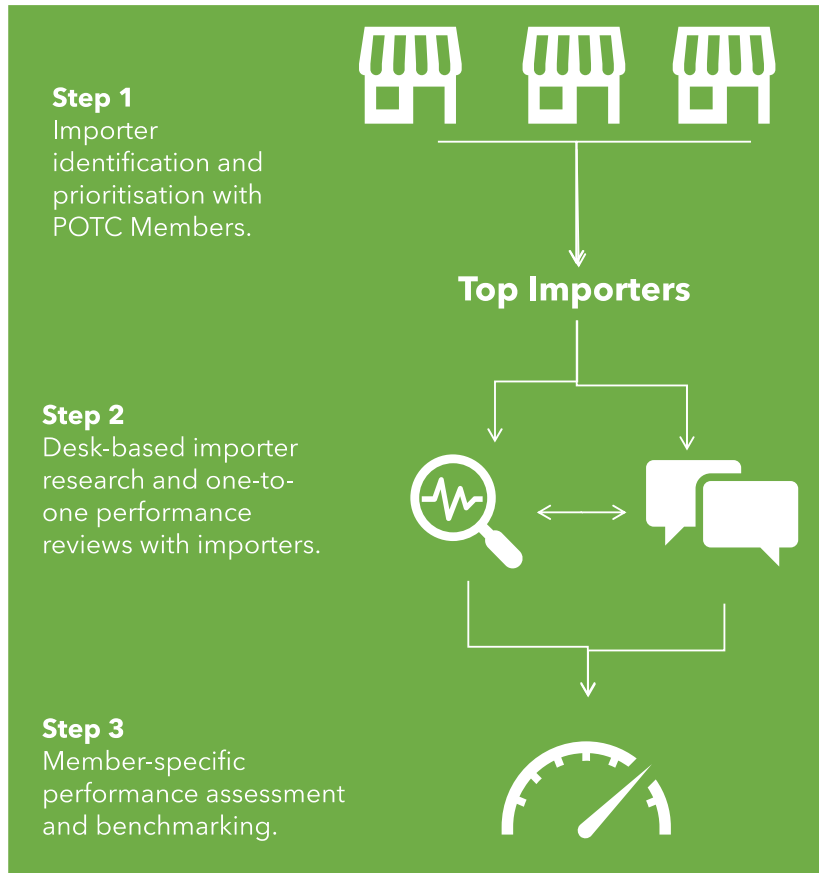 Step 1
Importer
identification and
prioritisation with
POTC Members.
Top Importers
Step 2
Desk-based importer
research and one-to-
one performance
reviews with importers.
Step 3
Member-specific
performance assessment
and benchmarking.